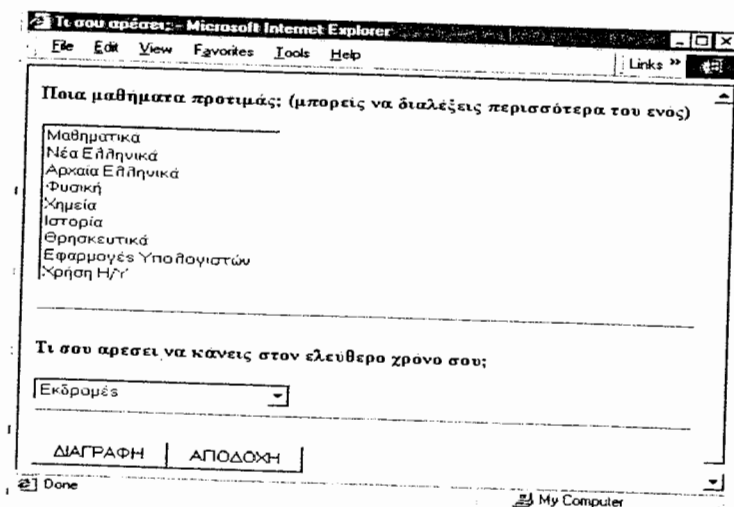 Τι σου αρέσει; - Microsoft Internet Explorer
File Edit View Favorites Tools Help
Links »
Ποια μαθήματα προτιμάς; (μπορείς να διαλέξεις περισσότερα του ενός)
Μαθηματικά
Νέα Ελληνικά
Αρχαία Ελληνικά
Φυσική
Χημεία
Ιστορία
Θρησκευτικά
Εφαρμογές Υπολογιστών
Χρήση Η/Υ
Τι σου αρεσει να κάνεις στον ελευθερο χρόνο σου;
Εκδρομές
ΔΙΑΓΡΑΦΗ ΑΠΟΔΟΧΗ
Done
My Computer